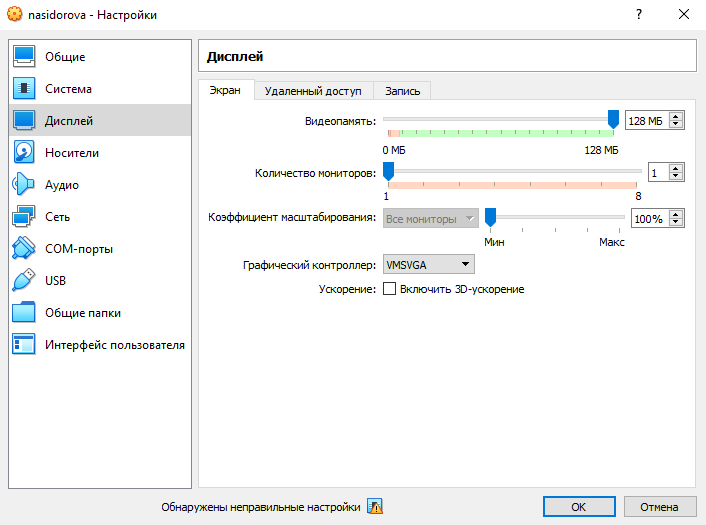 nasidorova - Настройки
?
Общие
Система
Дисплей
Носители
Аудио
Сеть
COM-порты
USB
Общие папки
Интерфейс пользователя
Дисплей
Экран Удаленный доступ Запись
Видеопамять: 128 МБ
0 МБ 128 МБ
Количество мониторов: 1
1 8
Коэффициент масштабирования: Все мониторы 100%
Мин Макс
Графический контроллер: VMSVGA
Ускорение: Включить 3D-ускорение
Обнаружены неправильные настройки OK Отмена